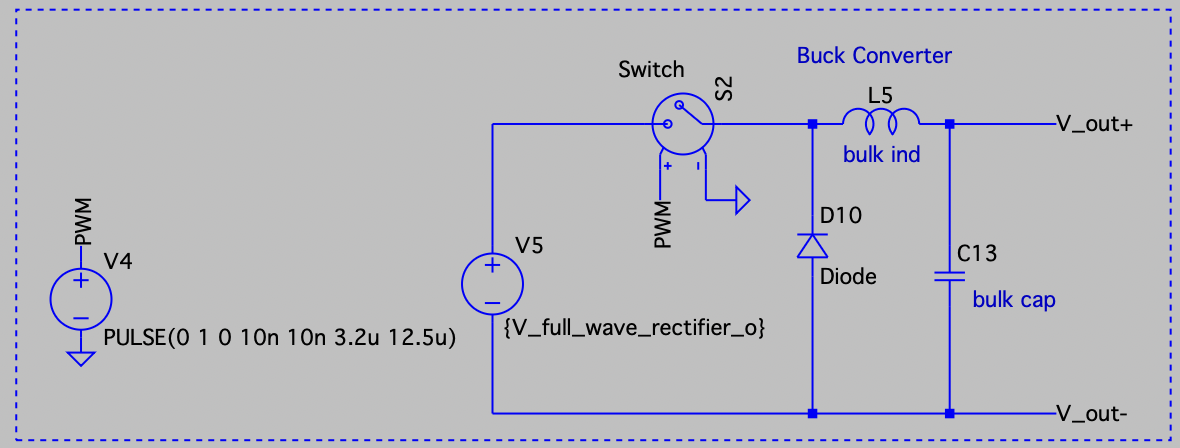 Buck Converter
Switch
S2
L5
V_out+
bulk ind
+
-
PWM
PWM
D10
V4
V5
C13
+
+
Diode
bulk cap
-
-
{V_full_wave_rectifier_o}
PULSE(0 1 0 10n 10n 3.2u 12.5u)
V_out-